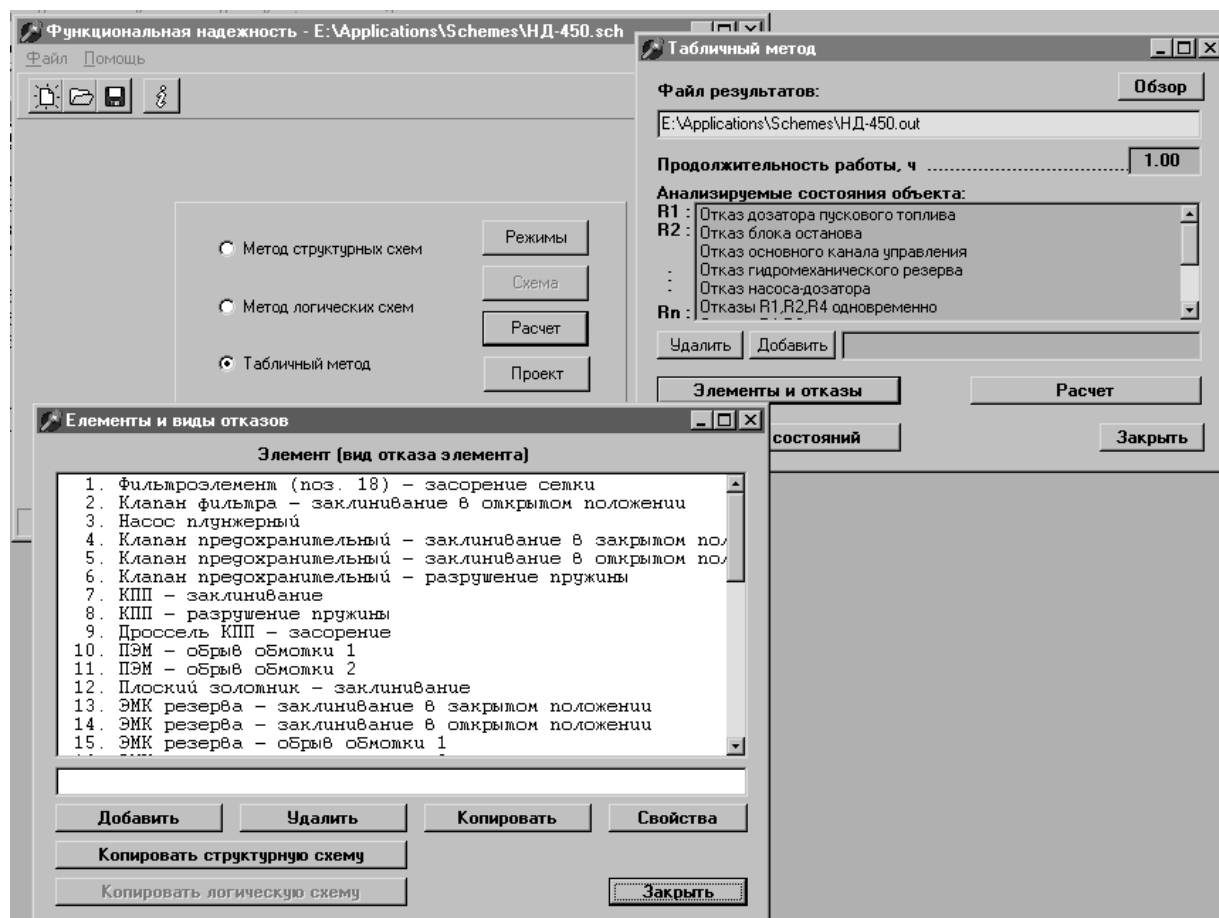 Функциональная надежность - E:\Applications\Schemes\НД-450.sch
Файл Помощь
Метод структурных схем
Режимы
Схема
Метод логических схем
Расчет
Табличный метод
Проект
Табличный метод
Файл результатов:
Обзор
E:\Applications\Schemes\НД-450.out
Продолжительность работы, ч
1.00
Анализируемые состояния объекта:
R1 : Отказ дозатора пускового топлива
R2 : Отказ блока останова
Отказ основного канала управления
Отказ гидромеханического резерва
Отказ насоса-дозатора
Rn : Отказы R1,R2,R4 одновременно
Удалить Добавить
Элементы и отказы
Расчет
состояний
Закрыть
Елементы и виды отказов
Элемент (вид отказа элемента)
1. Фильтроэлемент (поз. 18) – засорение сетки
2. Клапан фильтра – заклинивание в открытом положении
3. Насос плунжерный
4. Клапан предохранительный – заклинивание в закрытом пол
5. Клапан предохранительный – заклинивание в открытом пол
6. Клапан предохранительный – разрушение пружины
7. КПП – заклинивание
8. КПП – разрушение пружины
9. Дроссель КПП – засорение
10. ПЭМ – обрыв обмотки 1
11. ПЭМ – обрыв обмотки 2
12. Плоский золотник – заклинивание
13. ЭМК резерва – заклинивание в закрытом положении
14. ЭМК резерва – заклинивание в открытом положении
15. ЭМК резерва – обрыв обмотки 1
Добавить Удалить Копировать Свойства
Копировать структурную схему
Копировать логическую схему
Закрыть